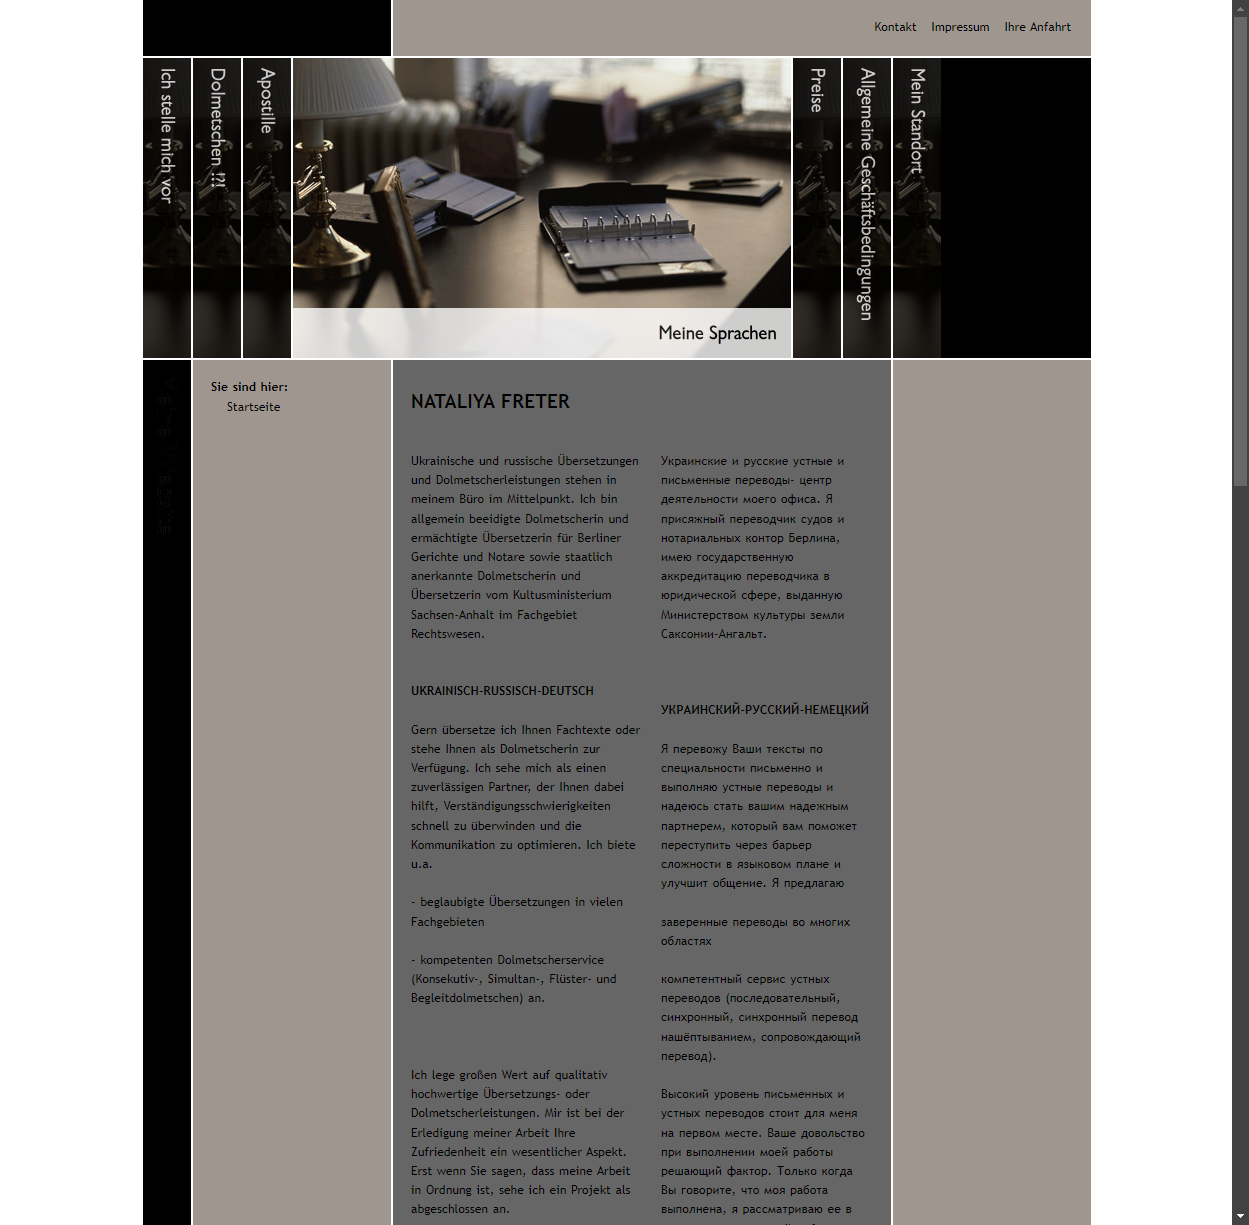 Kontakt Impressum Ihre Anfahrt
Ich stelle mich vor
Dolmetschen !?!
Apostille
Meine Sprachen
Preise
Allgemeine Geschäftsbedingungen
Mein Standort
Sie sind hier:
Startseite
NATALIYA FRETER
Ukrainische und russische Übersetzungen
und Dolmetscherleistungen stehen in
meinem Büro im Mittelpunkt. Ich bin
allgemein beeidigte Dolmetscherin und
ermächtigte Übersetzerin für Berliner
Gerichte und Notare sowie staatlich
anerkannte Dolmetscherin und
Übersetzerin vom Kultusministerium
Sachsen-Anhalt im Fachgebiet
Rechtswesen.
UKRAINISCH-RUSSISCH-DEUTSCH
Gern übersetze ich Ihnen Fachtexte oder
stehe Ihnen als Dolmetscherin zur
Verfügung. Ich sehe mich als einen
zuverlässigen Partner, der Ihnen dabei
hilft, Verständigungsschwierigkeiten
schnell zu überwinden und die
Kommunikation zu optimieren. Ich biete
u.a.
- beglaubigte Übersetzungen in vielen
Fachgebieten
- kompetenten Dolmetscherservice
(Konsekutiv-, Simultan-, Flüster- und
Begleitdolmetschen) an.
Ich lege großen Wert auf qualitativ
hochwertige Übersetzungs- oder
Dolmetscherleistungen. Mir ist bei der
Erledigung meiner Arbeit Ihre
Zufriedenheit ein wesentlicher Aspekt.
Erst wenn Sie sagen, dass meine Arbeit
in Ordnung ist, sehe ich ein Projekt als
abgeschlossen an.
Украинские и русские устные и
письменные переводы- центр
деятельности моего офиса. Я
присяжный переводчик судов и
нотариальных контор Берлина,
имею государственную
аккредитацию переводчика в
юридической сфере, выданную
Министерством культуры земли
Саксонии-Ангальт.
УКРАИНСКИЙ-РУССКИЙ-НЕМЕЦКИЙ
Я перевожу Ваши тексты по
специальности письменно и
выполняю устные переводы и
надеюсь стать вашим надежным
партнерем, который вам поможет
переступить через барьер
сложности в языковом плане и
улучшит общение. Я предлагаю
заверенные переводы во многих
областях
компетентный сервис устных
переводов (последовательный,
синхронный, синхронный перевод
нашёптыванием, сопровождающий
перевод).
Высокий уровень письменных и
устных переводов стоит для меня
на первом месте. Ваше довольство
при выполнении моей работы
решающий фактор. Только когда
Вы говорите, что моя работа
выполнена, я рассматриваю ее в